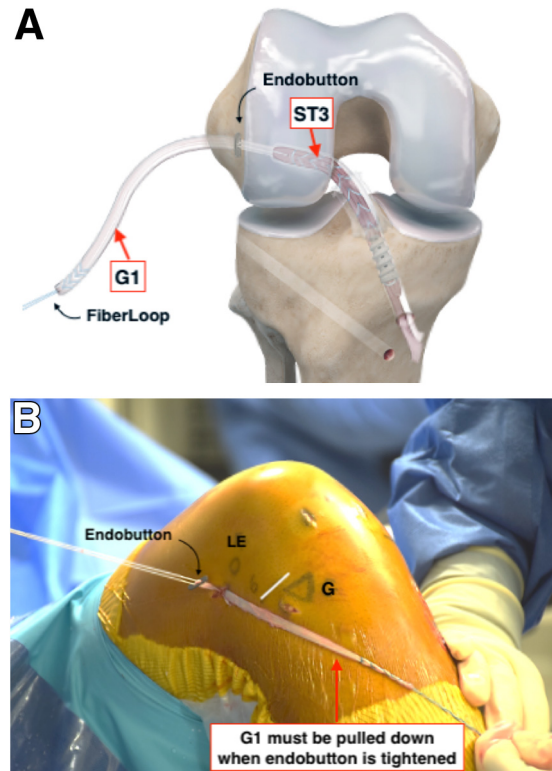 A
Endobutton
ST3
G1
FiberLoop
B
Endobutton
LE
G
G1 must be pulled down
when endobutton is tightened